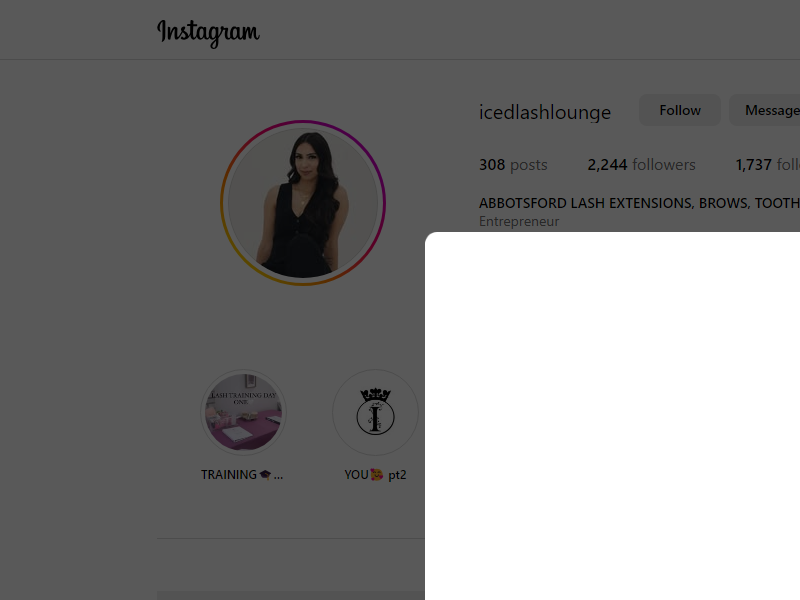 Instagram
icedlashlounge
Follow
Message
308 posts
2,244 followers
1,737
ABBOTSFORD LASH EXTENSIONS, BROWS, TOOTH
Entrepreneur
LASH TRAINING DAY
ONE
I
TRAINING🎓...
YOU🥰 pt2